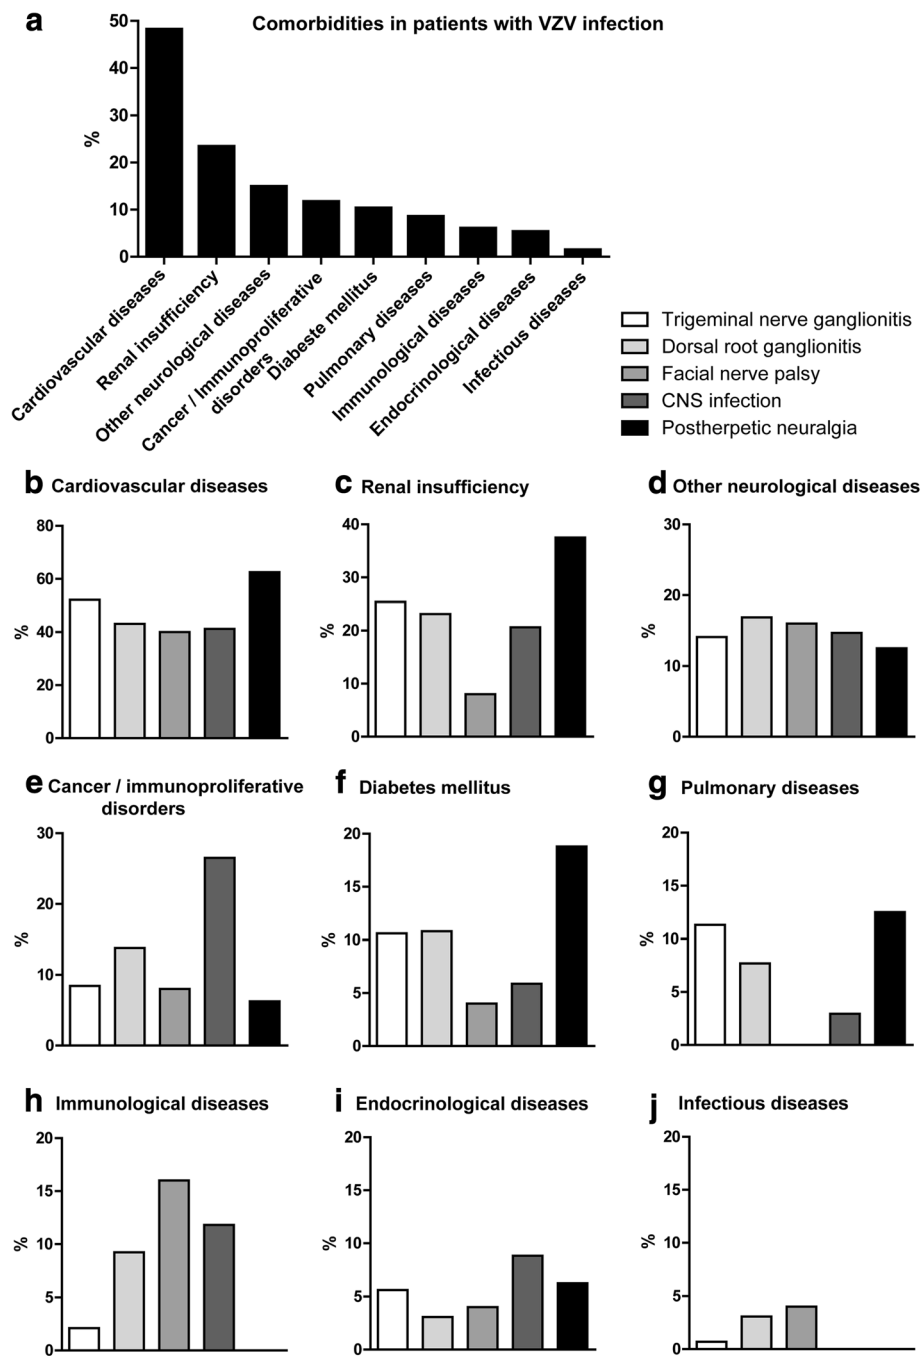 a
Comorbidities in patients with VZV infection
50
40
30
20
10
0
%
Cardiovascular diseases
Renal insufficiency
Other neurological diseases
Cancer / Immunoproliferative
disorders
Diabeste mellitus
Pulmonary diseases
Immunological diseases
Endocrinological diseases
Infectious diseases
Trigeminal nerve ganglionitis
Dorsal root ganglionitis
Facial nerve palsy
CNS infection
Postherpetic neuralgia
b Cardiovascular diseases
80
60
40
20
0
%
c Renal insufficiency
40
30
20
10
0
%
d Other neurological diseases
30
20
10
0
%
e Cancer / immunoproliferative
disorders
30
20
10
0
%
f Diabetes mellitus
20
15
10
5
0
%
g Pulmonary diseases
20
15
10
5
0
%
h Immunological diseases
20
15
10
5
0
%
i Endocrinological diseases
20
15
10
5
0
%
j Infectious diseases
20
15
10
5
0
%